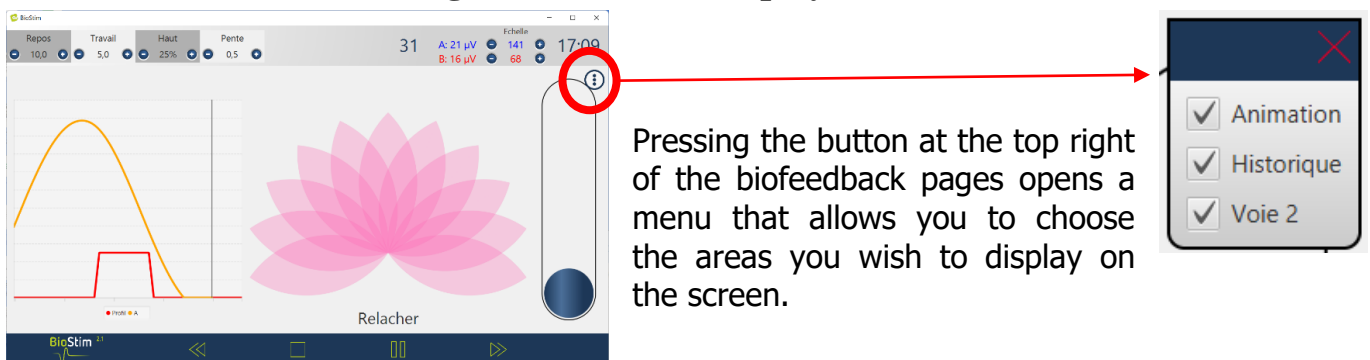 BioStim
Repos Travail Haut Pente
10,0 5,0 25% 0,5
31
Echelle
A: 21 µV 141
B: 16 µV 68
17:09
Profil A
Relacher
BioStim 2.1
Pressing the button at the top right
of the biofeedback pages opens a
menu that allows you to choose
the areas you wish to display on
the screen.
Animation
Historique
Voie 2